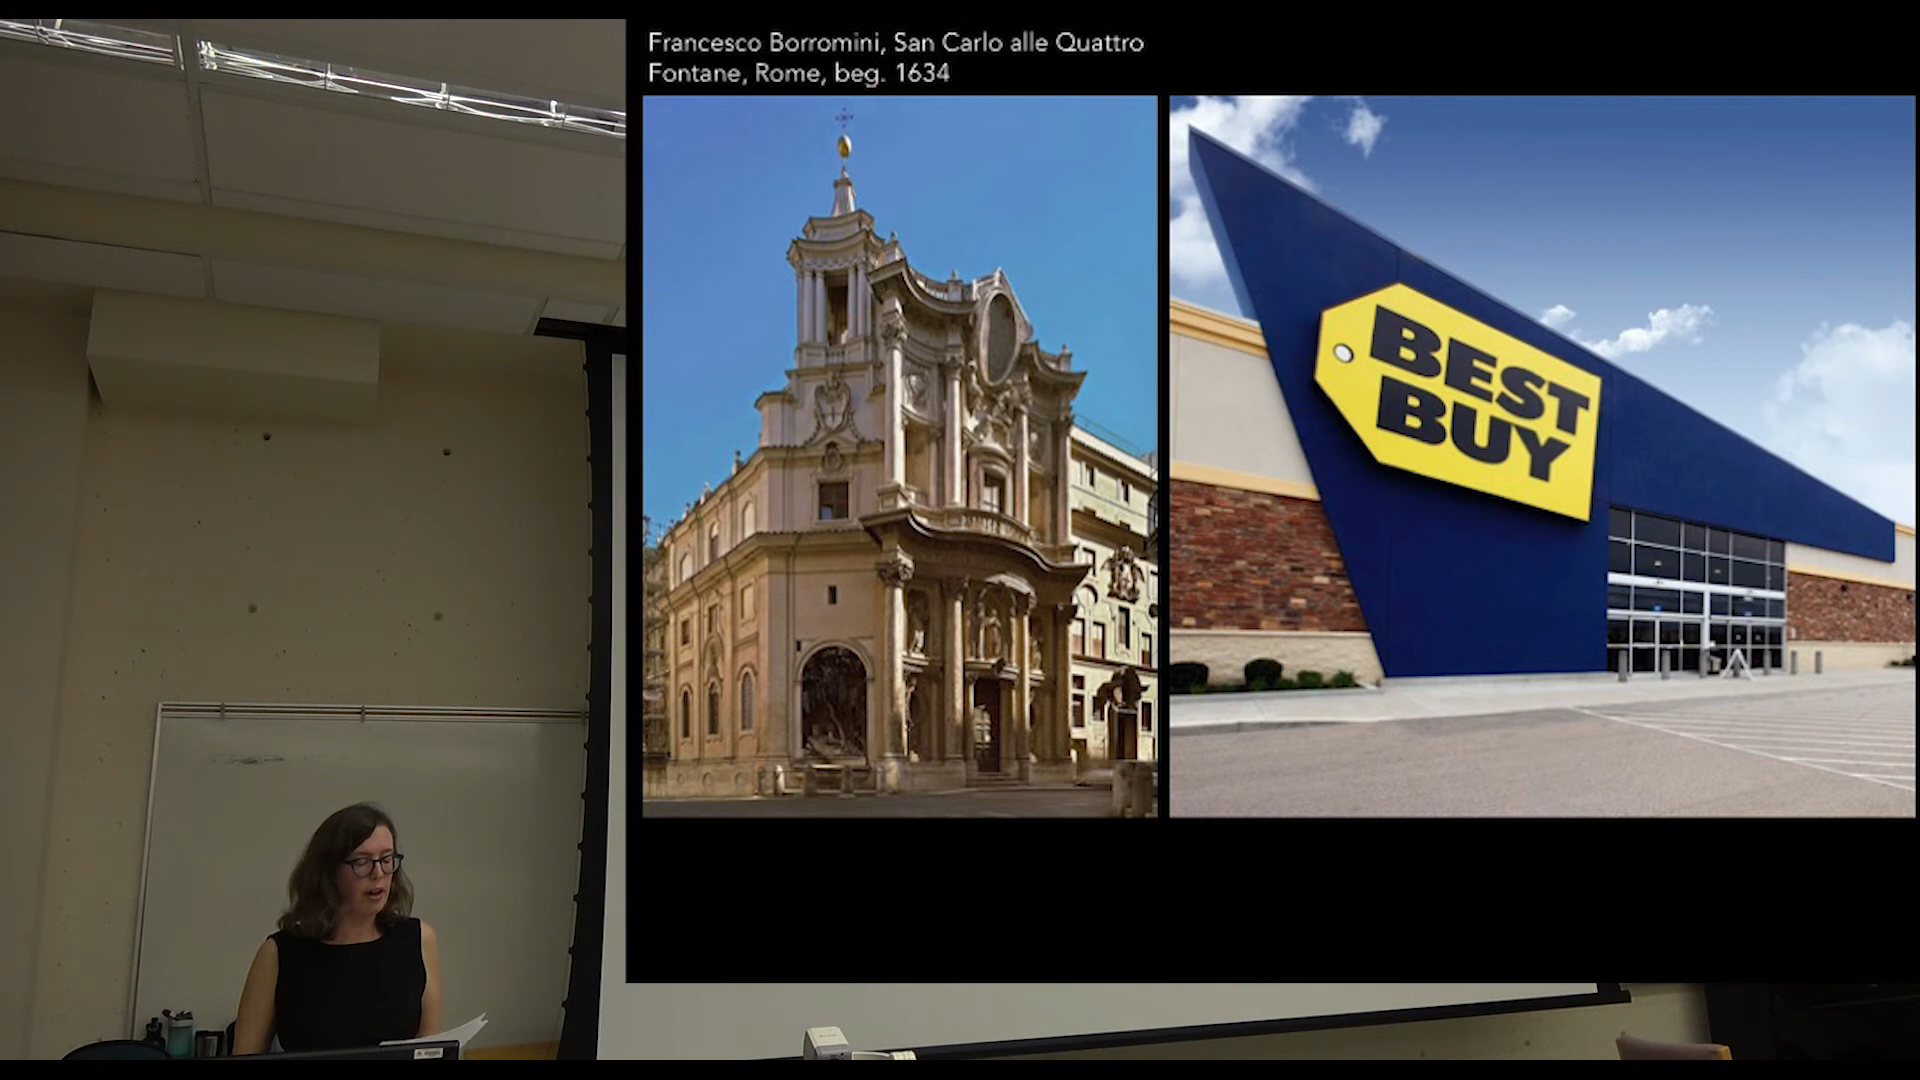 Francesco Borromini, San Carlo alle Quattro
Fontane, Rome, beg. 1634
BEST
BUY